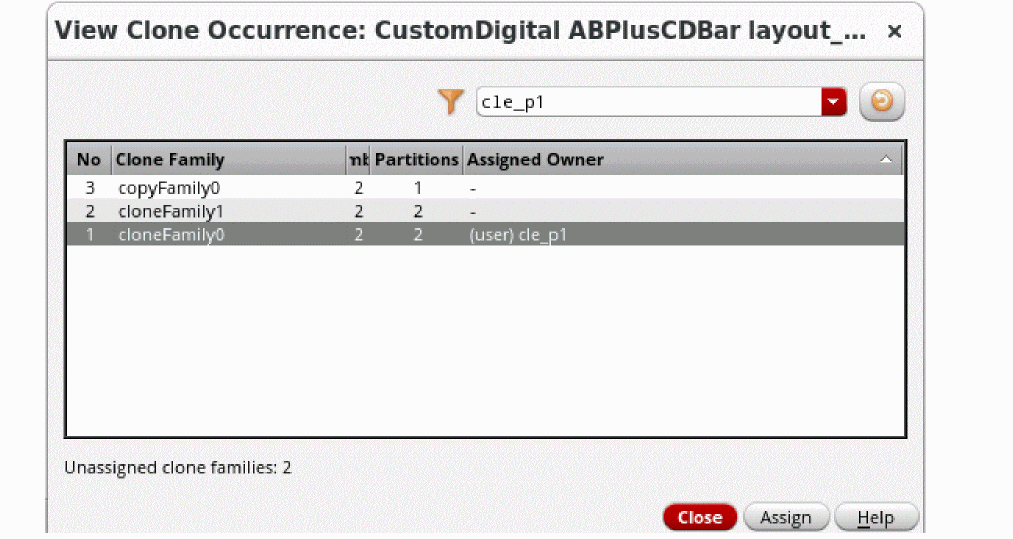 View Clone Occurrence: CustomDigital ABPlusCDBar layout_... ×
cle_p1
No Clone Family Partitions Assigned Owner
3 copyFamily0 2 1 -
2 cloneFamily1 2 2 -
1 cloneFamily0 2 2 (user) cle_p1
Unassigned clone families: 2
Close Assign Help